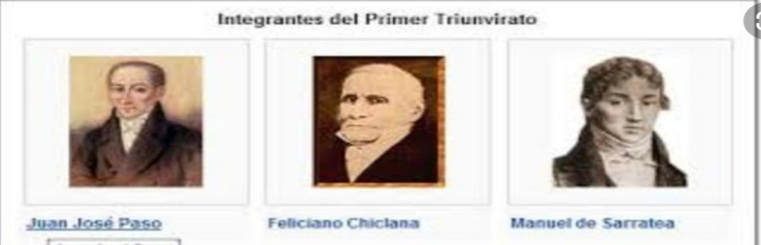 Integrantes del Primer Triunvirato
Juan José Paso
Feliciano Chiclana
Manuel de Sarratea